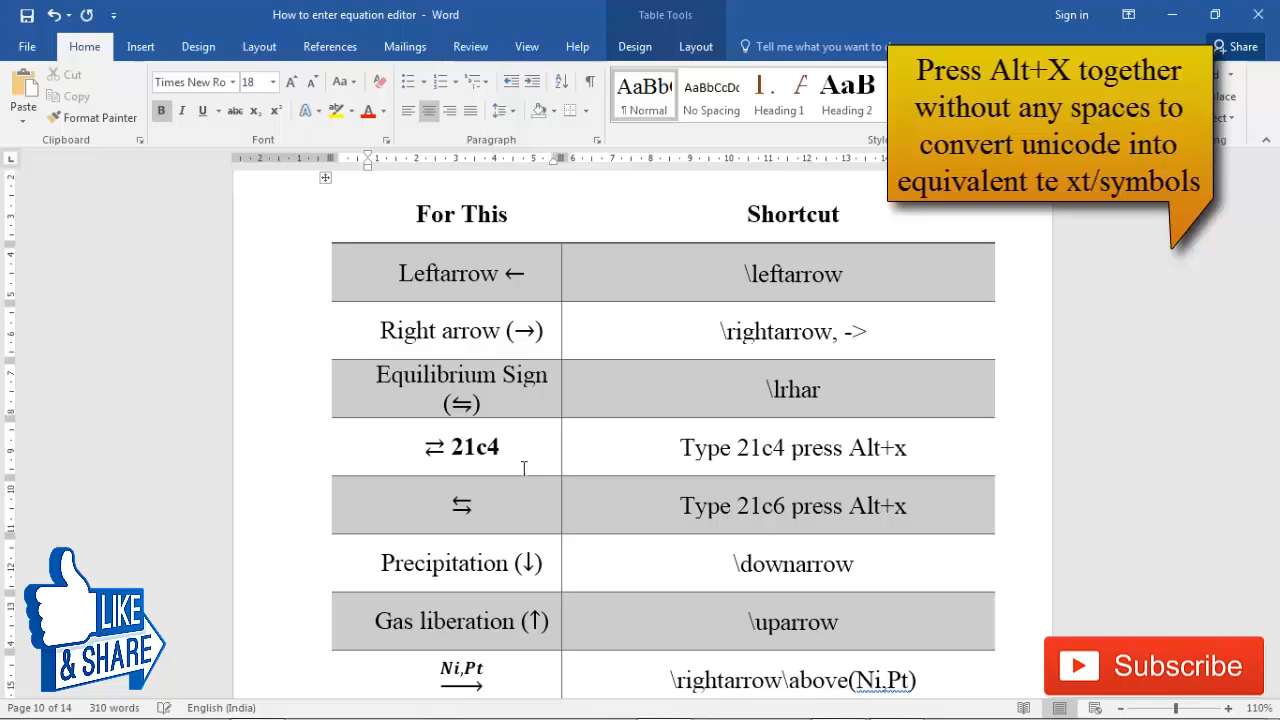 How to enter equation editor - Word
Table Tools
Sign in
File Home Insert Design Layout References Mailings Review View Help Design Layout Tell me what you want to d Share
Press Alt+X together
without any spaces to
convert unicode into
equivalent te xt/symbols
Paste
Cut
Copy
Format Painter
Clipboard
Times New Ro 18
Font
Paragraph
AaBbC
¶ Normal
AaBbCcDc
No Spacing
Heading 1
AaB
Heading 2
For This Shortcut
Leftarrow ← \leftarrow
Right arrow (→) \rightarrow, ->
Equilibrium Sign
(⇋) \lrhar
⇄ 21c4 Type 21c4 press Alt+x
⇆ Type 21c6 press Alt+x
Precipitation (↓) \downarrow
Gas liberation (↑) \uparrow
Ni,Pt
⟶ \rightarrow\above(Ni,Pt)
LIKE
& SHARE
Subscribe
Page 10 of 14 310 words English (India) 110%